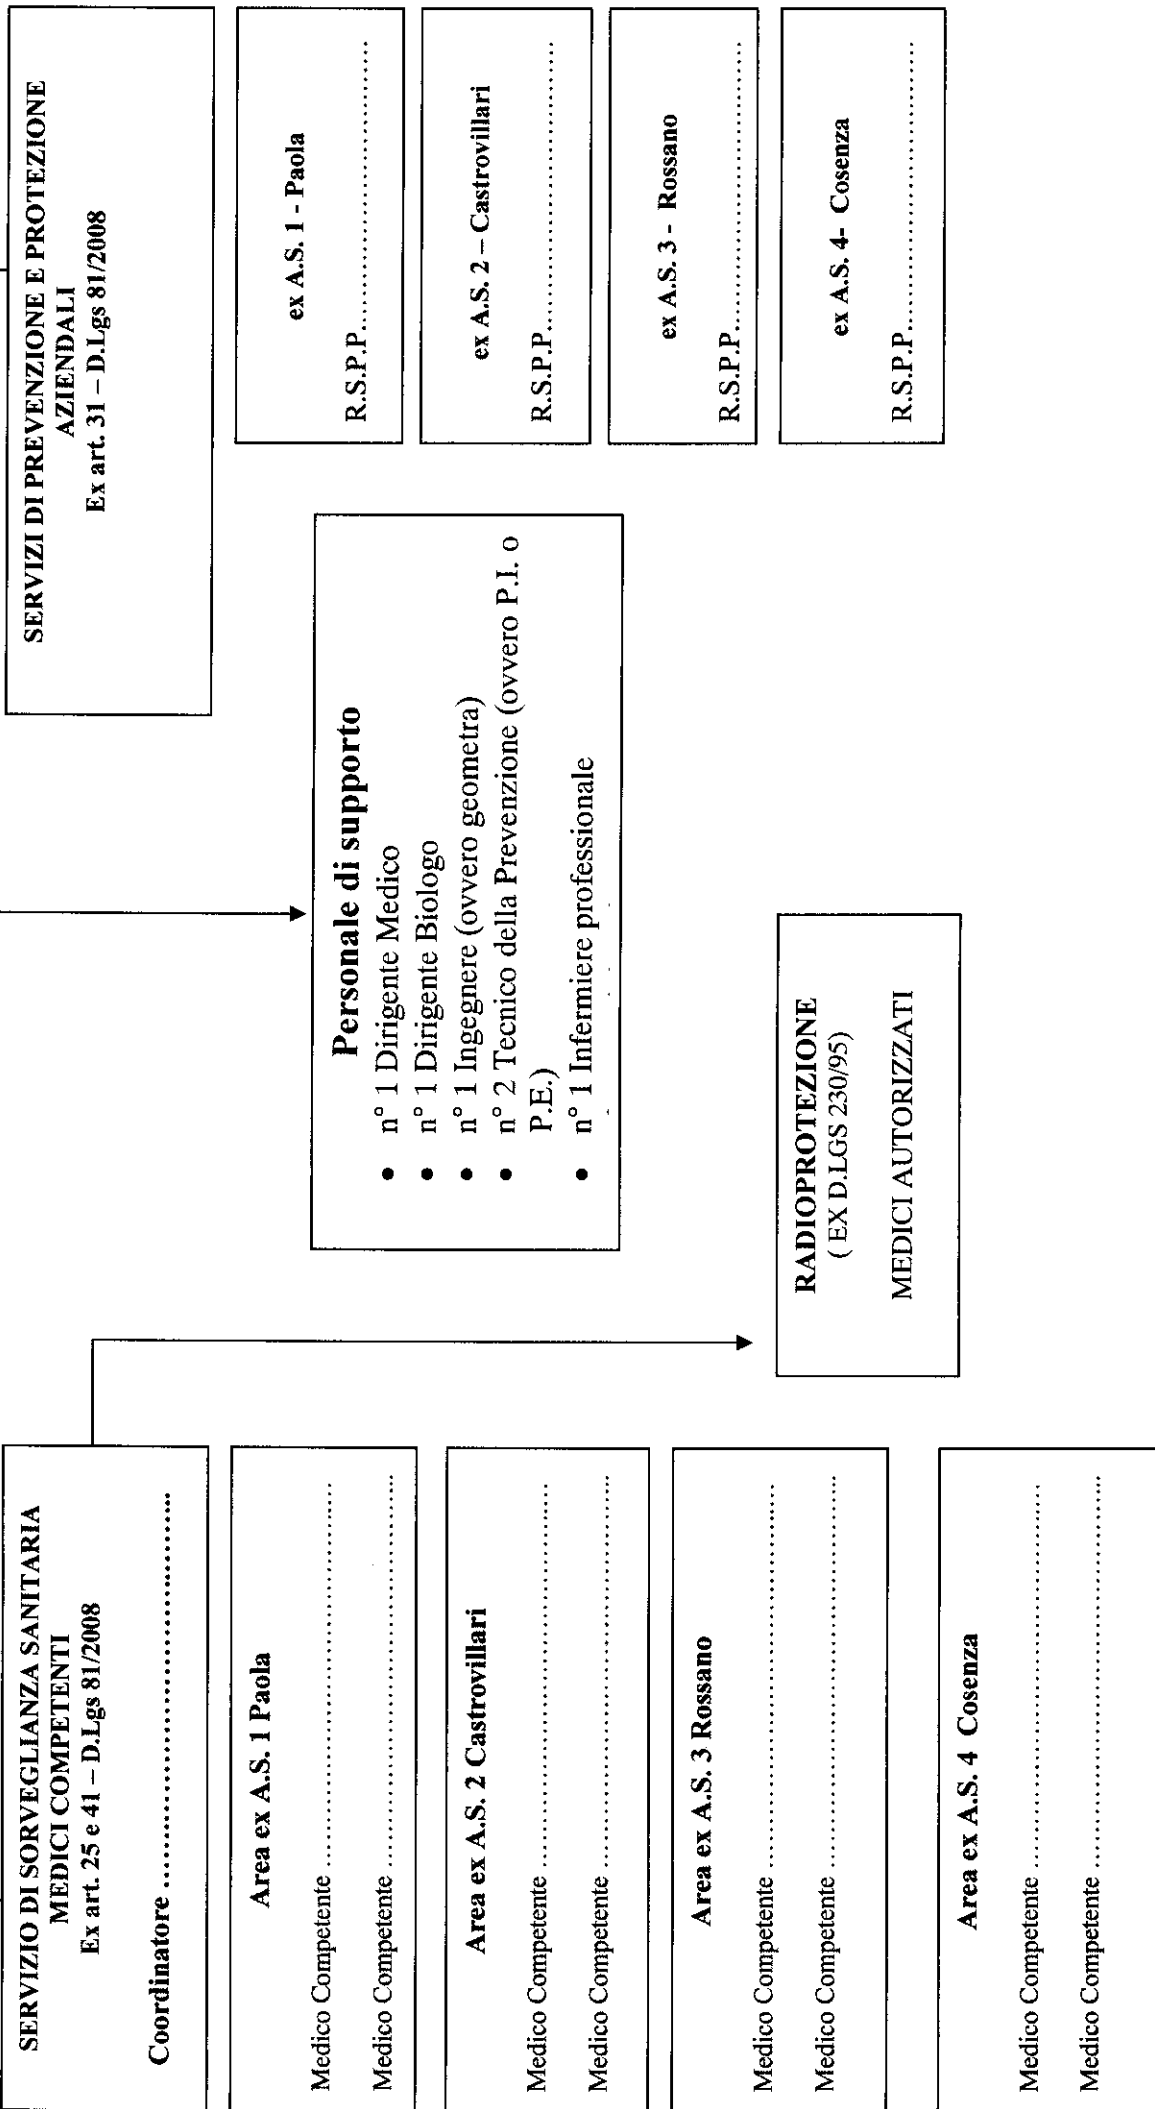 SERVIZIO DI SORVEGLIANZA SANITARIA
MEDICI COMPETENTI
Ex art. 25 e 41 – D.Lgs 81/2008
Coordinatore ............................................
Area ex A.S. 1 Paola
Medico Competente ............................................
Medico Competente ............................................
Area ex A.S. 2 Castrovillari
Medico Competente ............................................
Medico Competente ............................................
Area ex A.S. 3 Rossano
Medico Competente ............................................
Medico Competente ............................................
Area ex A.S. 4 Cosenza
Medico Competente ............................................
Medico Competente ............................................
Personale di supporto
• n° 1 Dirigente Medico
• n° 1 Dirigente Biologo
• n° 1 Ingegnere (ovvero geometra)
• n° 2 Tecnico della Prevenzione (ovvero P.I. o
P.E.)
• n° 1 Infermiere professionale
RADIOPROTEZIONE
( EX D.LGS 230/95)
MEDICI AUTORIZZATI
SERVIZI DI PREVENZIONE E PROTEZIONE
AZIENDALI
Ex art. 31 – D.Lgs 81/2008
ex A.S. 1 - Paola
R.S.P.P............................................
ex A.S. 2 – Castrovillari
R.S.P.P............................................
ex A.S. 3 - Rossano
R.S.P.P............................................
ex A.S. 4- Cosenza
R.S.P.P............................................